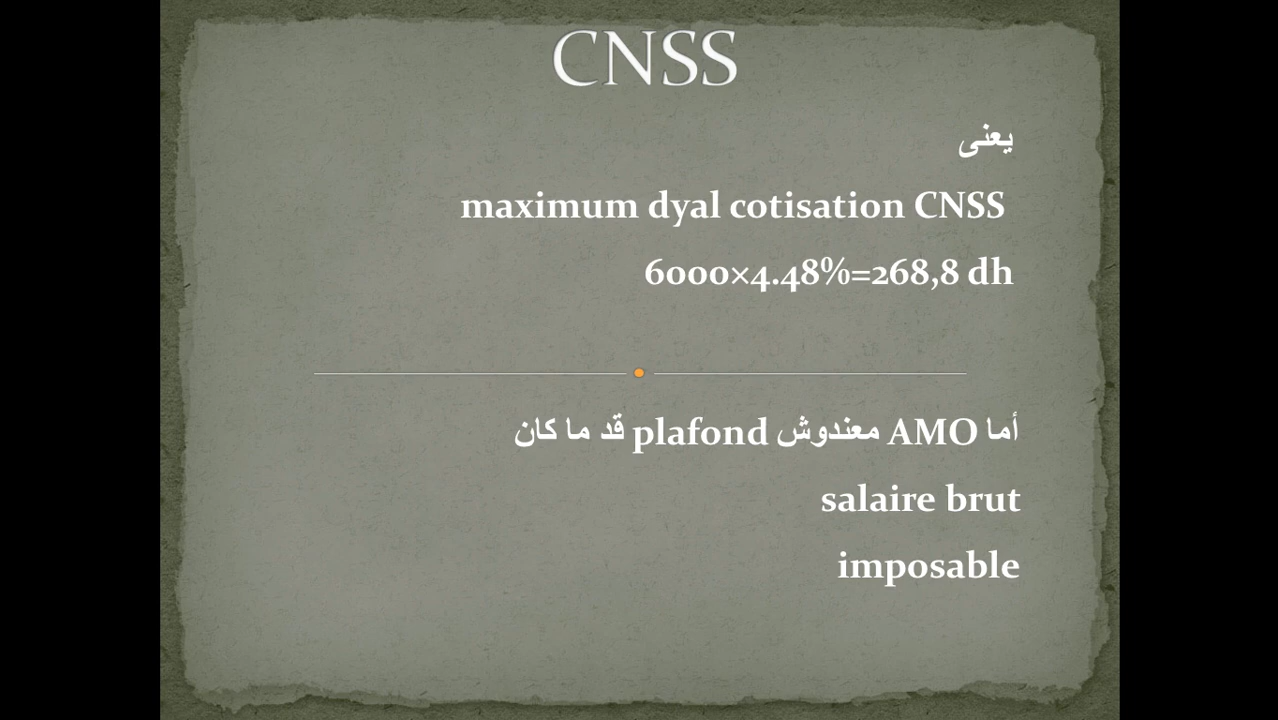 CNSS
يعنى
maximum dyal cotisation CNSS
6000×4.48%=268,8 dh
أما AMO معندوش plafond قد ما كان
salaire brut
imposable